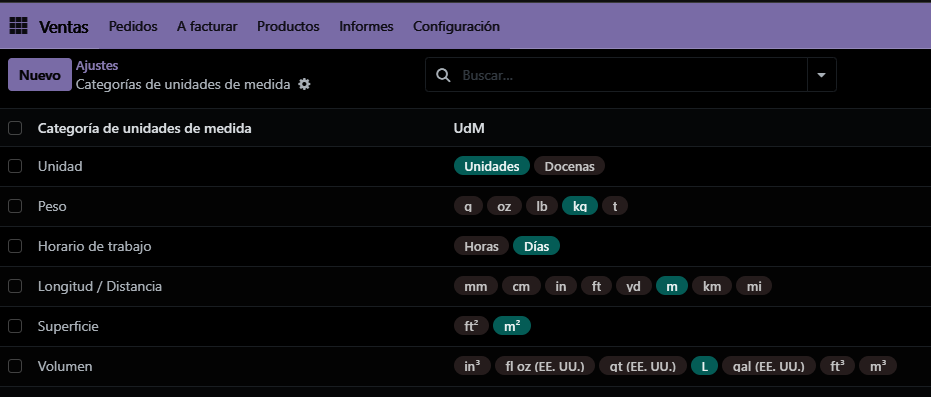 Ventas Pedidos A facturar Productos Informes Configuración
Nuevo Ajustes
Categorías de unidades de medida
Buscar...
Categoría de unidades de medida UdM
Unidad Unidades Docenas
Peso g oz lb kg t
Horario de trabajo Horas Días
Longitud / Distancia mm cm in ft yd m km mi
Superficie ft² m²
Volumen in³ fl oz (EE. UU.) qt (EE. UU.) L gal (EE. UU.) ft³ m³